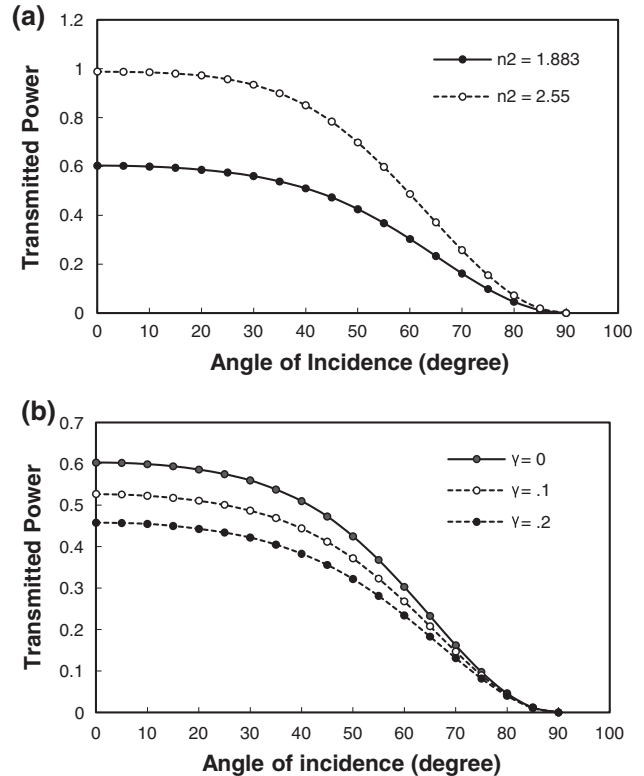 (a)
1.2
1
0.8
0.6
0.4
0.2
0
Transmitted Power
n2 = 1.883
n2 = 2.55
0 10 20 30 40 50 60 70 80 90 100
Angle of Incidence (degree)
(b)
0.7
0.6
0.5
0.4
0.3
0.2
0.1
0
Transmitted Power
γ = 0
γ = .1
γ = .2
0 10 20 30 40 50 60 70 80 90 100
Angle of incidence (degree)